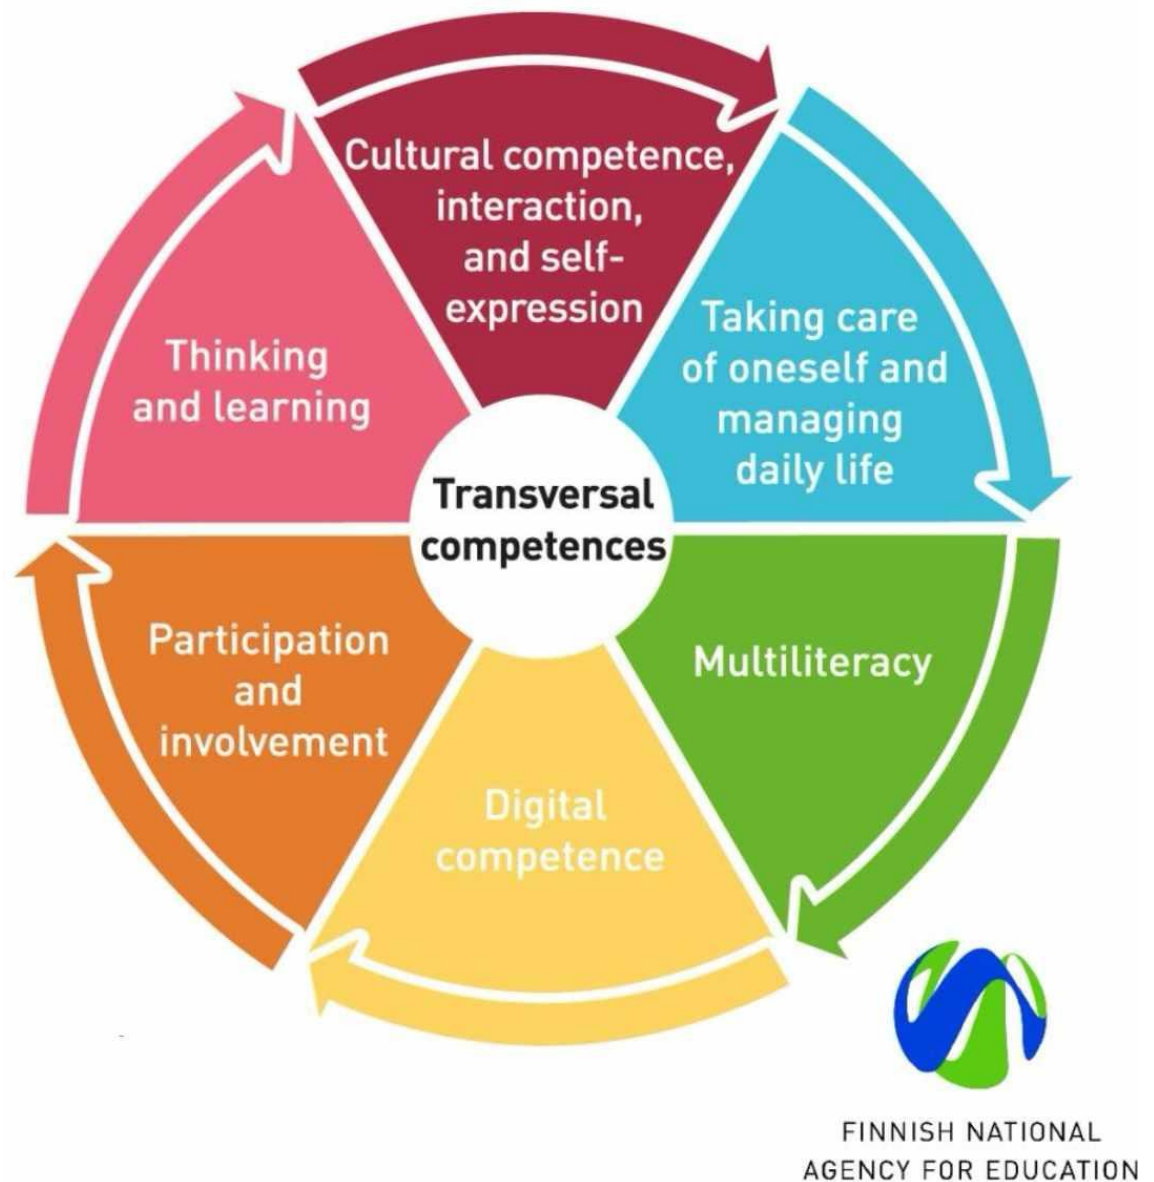 Cultural competence,
interaction,
and self-
expression
Taking care
of oneself and
managing
daily life
Thinking
and learning
Transversal
competences
Participation
and
involvement
Multiliteracy
Digital
competence
FINNISH NATIONAL
AGENCY FOR EDUCATION